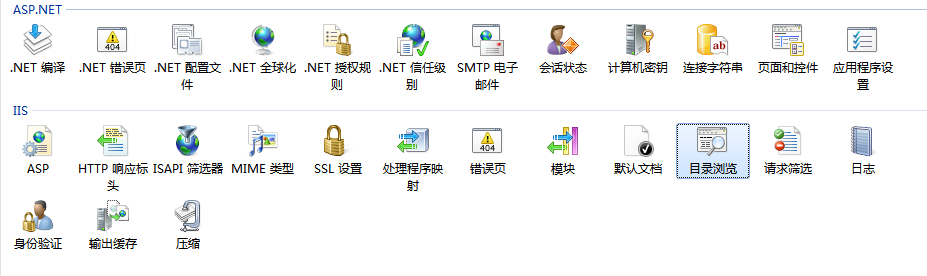 ASP.NET
.NET 编译
.NET 错误页
.NET 配置文件
.NET 全球化
.NET 授权规则
.NET 信任级别
SMTP 电子邮件
会话状态
计算机密钥
连接字符串
页面和控件
应用程序设置
IIS
ASP
HTTP 响应标头
ISAPI 筛选器
MIME 类型
SSL 设置
处理程序映射
错误页
模块
默认文档
目录浏览
请求筛选
日志
身份验证
输出缓存
压缩
404
ab
404